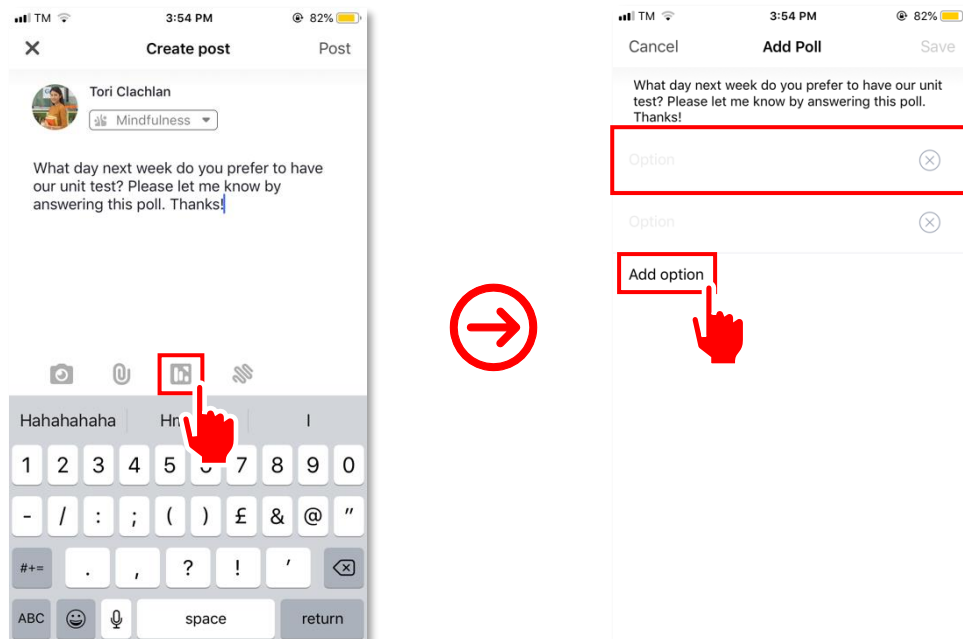 TM 3:54 PM 82%
Create post Post
Tori Clachlan
Mindfulness
What day next week do you prefer to have
our unit test? Please let me know by
answering this poll. Thanks!
Hahahahaha I
1 2 3 4 5 7 8 9 0
- / : ; ( ) £ & @ "
#+= . , ? ! '
ABC space return
TM 3:54 PM 82%
Cancel Add Poll Save
What day next week do you prefer to have our unit
test? Please let me know by answering this poll.
Thanks!
Option
Option
Add option